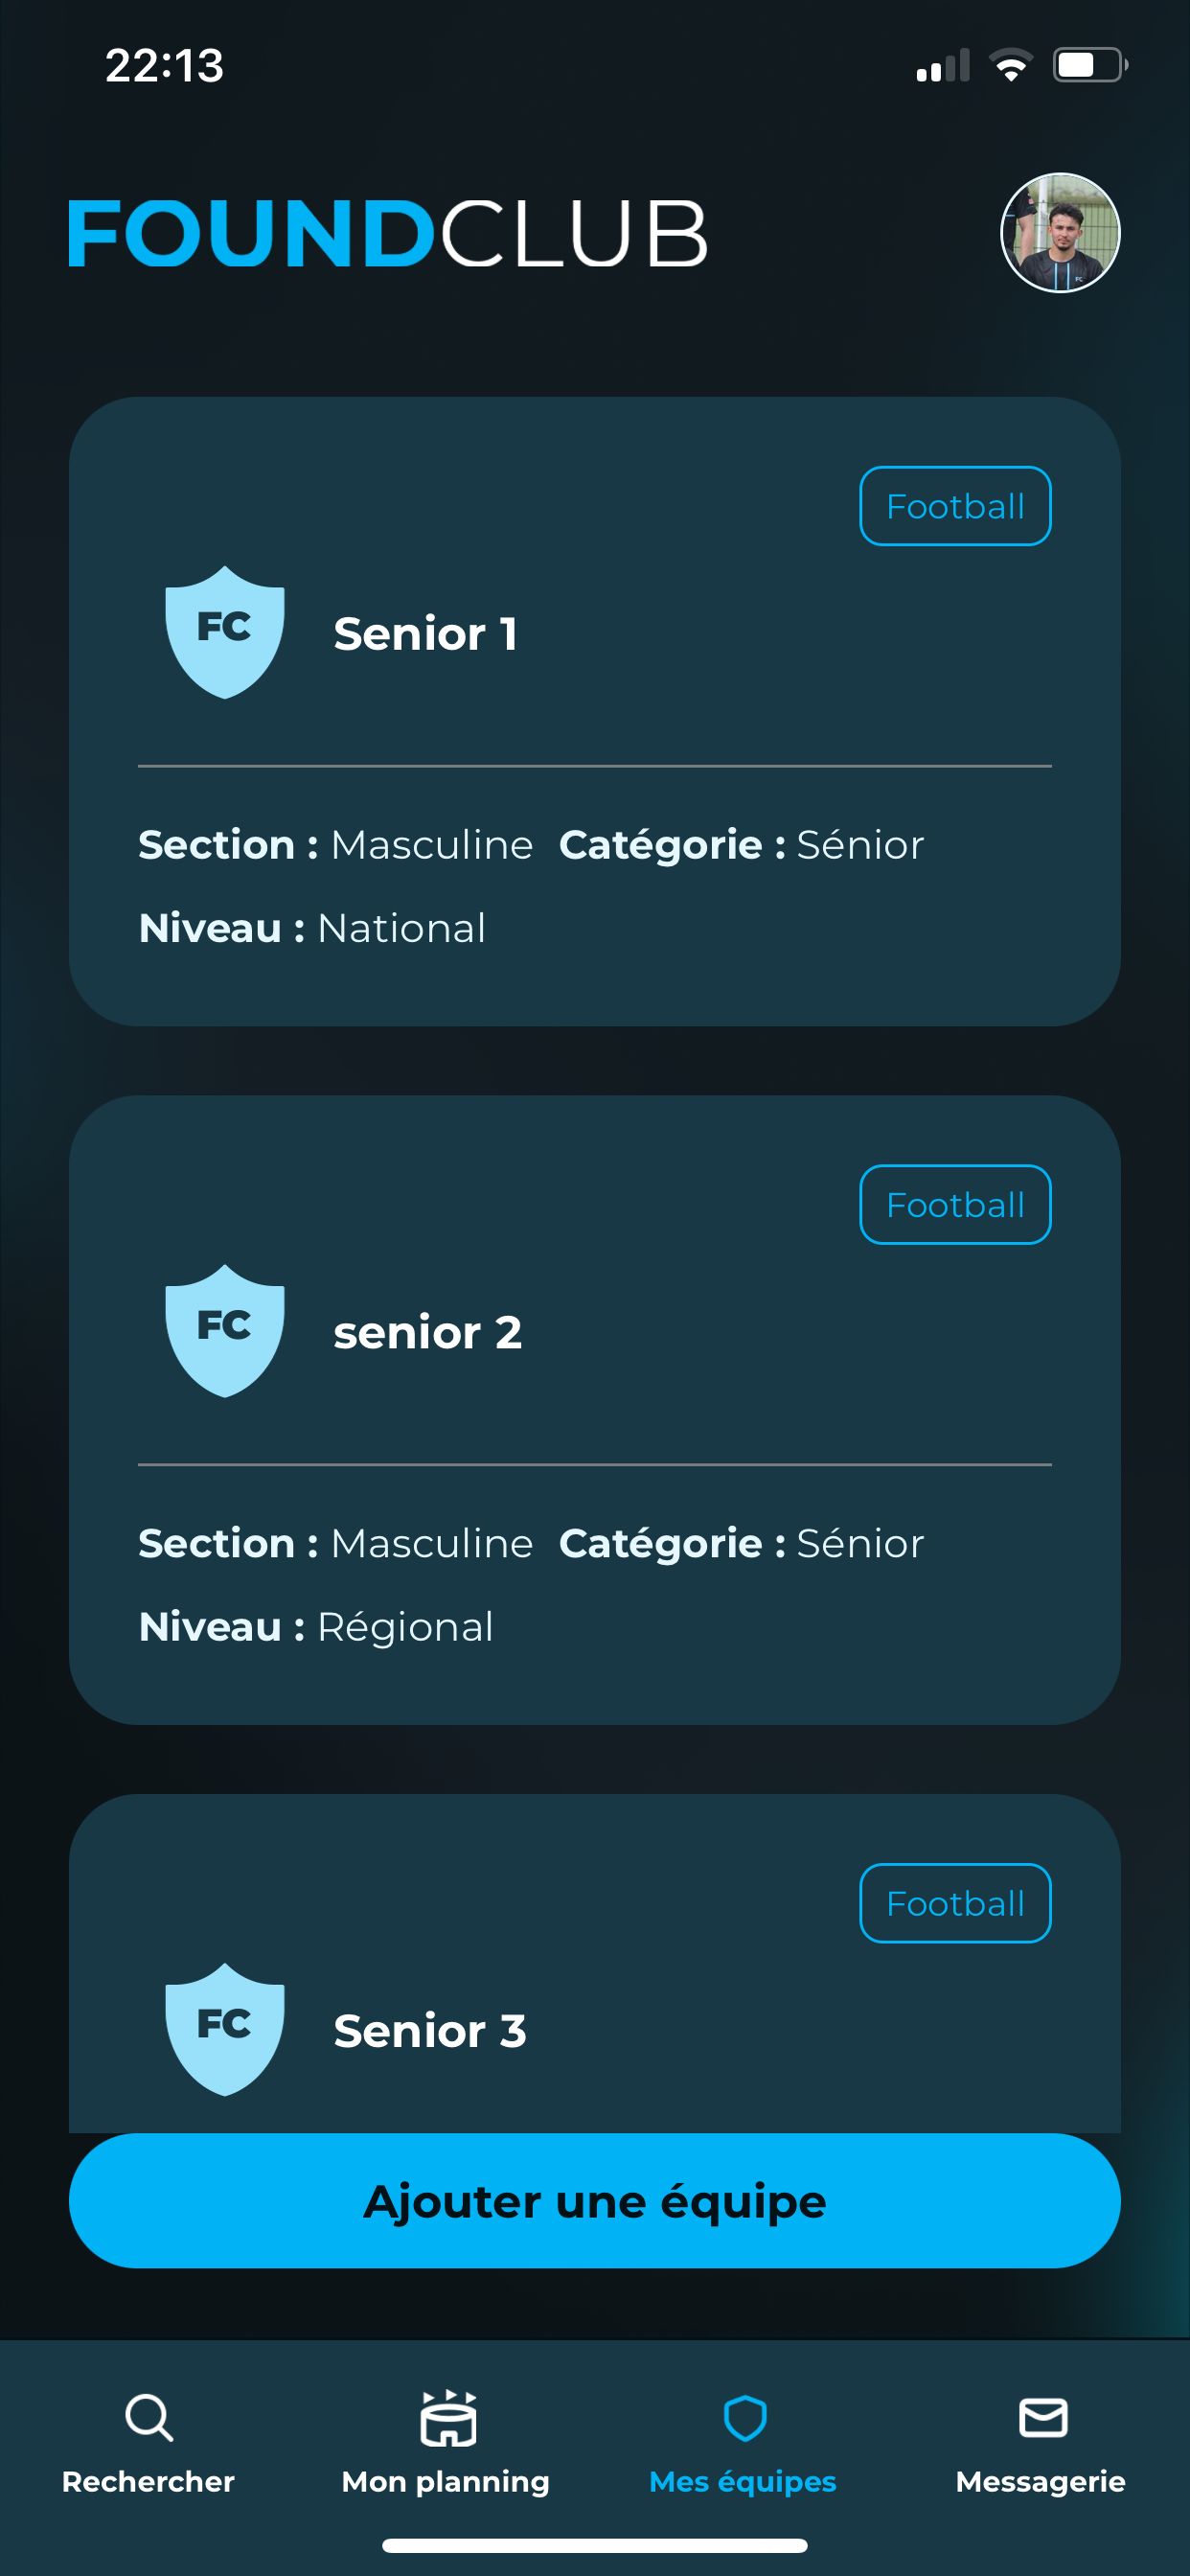 22:13
FOUNDCLUB
Football
FC
Senior 1
Section : Masculine Catégorie : Sénior
Niveau : National
Football
FC
senior 2
Section : Masculine Catégorie : Sénior
Niveau : Régional
Football
FC
Senior 3
Ajouter une équipe
Rechercher Mon planning Mes équipes Messagerie